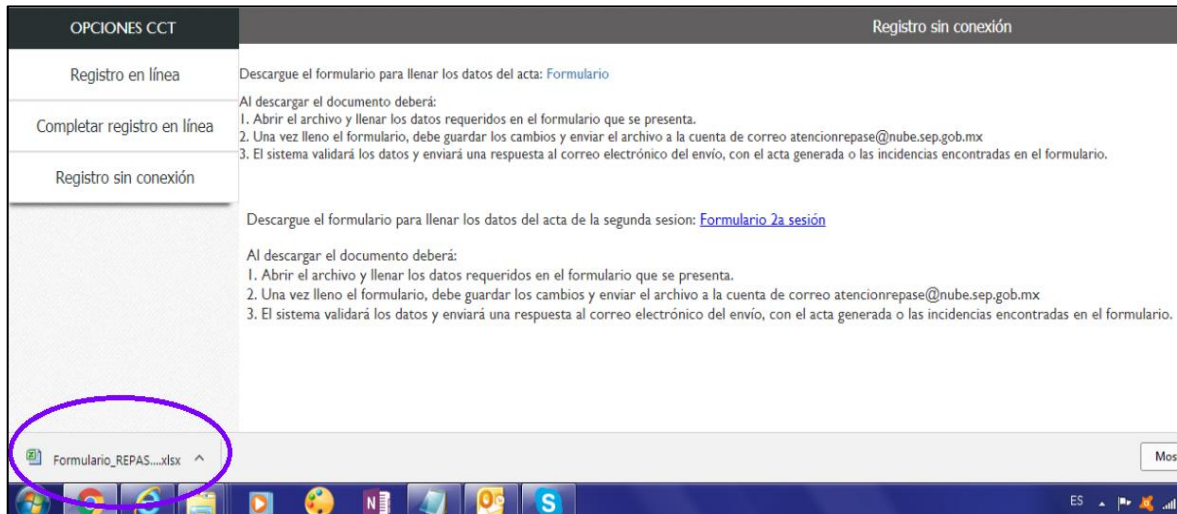 OPCIONES CCT
Registro sin conexión
Registro en línea
Completar registro en línea
Registro sin conexión
Descargue el formulario para llenar los datos del acta: Formulario
Al descargar el documento deberá:
1. Abrir el archivo y llenar los datos requeridos en el formulario que se presenta.
2. Una vez lleno el formulario, debe guardar los cambios y enviar el archivo a la cuenta de correo atencionrepase@nube.sep.gob.mx
3. El sistema validará los datos y enviará una respuesta al correo electrónico del envío, con el acta generada o las incidencias encontradas en el formulario.
Descargue el formulario para llenar los datos del acta de la segunda sesion: Formulario 2a sesión
Al descargar el documento deberá:
1. Abrir el archivo y llenar los datos requeridos en el formulario que se presenta.
2. Una vez lleno el formulario, debe guardar los cambios y enviar el archivo a la cuenta de correo atencionrepase@nube.sep.gob.mx
3. El sistema validará los datos y enviará una respuesta al correo electrónico del envío, con el acta generada o las incidencias encontradas en el formulario.
Formulario_REPAS....xlsx
Mos
ES